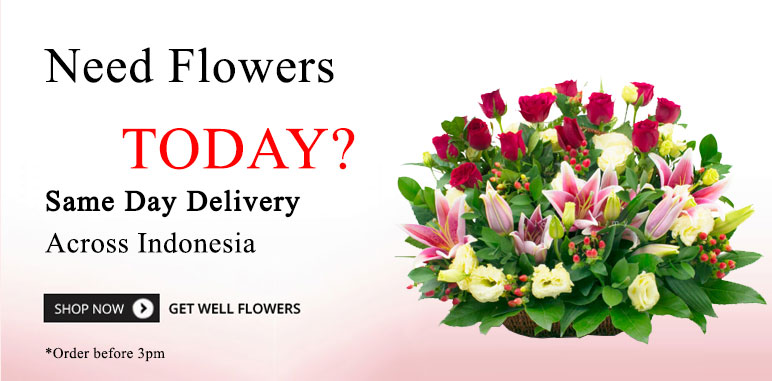 Need Flowers
TODAY?
Same Day Delivery
Across Indonesia
SHOP NOW GET WELL FLOWERS
*Order before 3pm